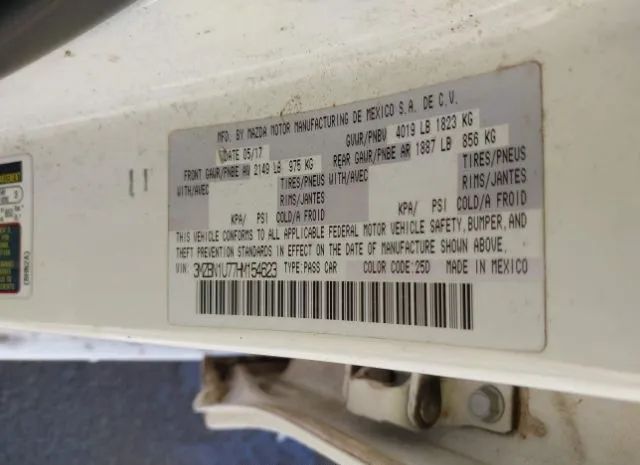 MFD. BY MAZDA MOTOR MANUFACTURING DE MEXICO S.A. DE C.V.
DATE 05/17 GVWR/PNBV 4019 LB 1823 KG
FRONT GAWR/PNBE AV 2149 LB 975 KG REAR GAWR/PNBE AR 1887 LB 856 KG
WITH/AVEC TIRES/PNEUS WITH/AVEC TIRES/PNEUS
RIMS/JANTES RIMS/JANTES
KPA/ PSI COLD/A FROID KPA/ PSI COLD/A FROID
THIS VEHICLE CONFORMS TO ALL APPLICABLE FEDERAL MOTOR VEHICLE SAFETY, BUMPER, AND
THEFT PREVENTION STANDARDS IN EFFECT ON THE DATE OF MANUFACTURE SHOWN ABOVE.
VIN: 3MZBN1U77HM154623 TYPE:PASS CAR COLOR CODE:25D MADE IN MEXICO
(BHN2A)